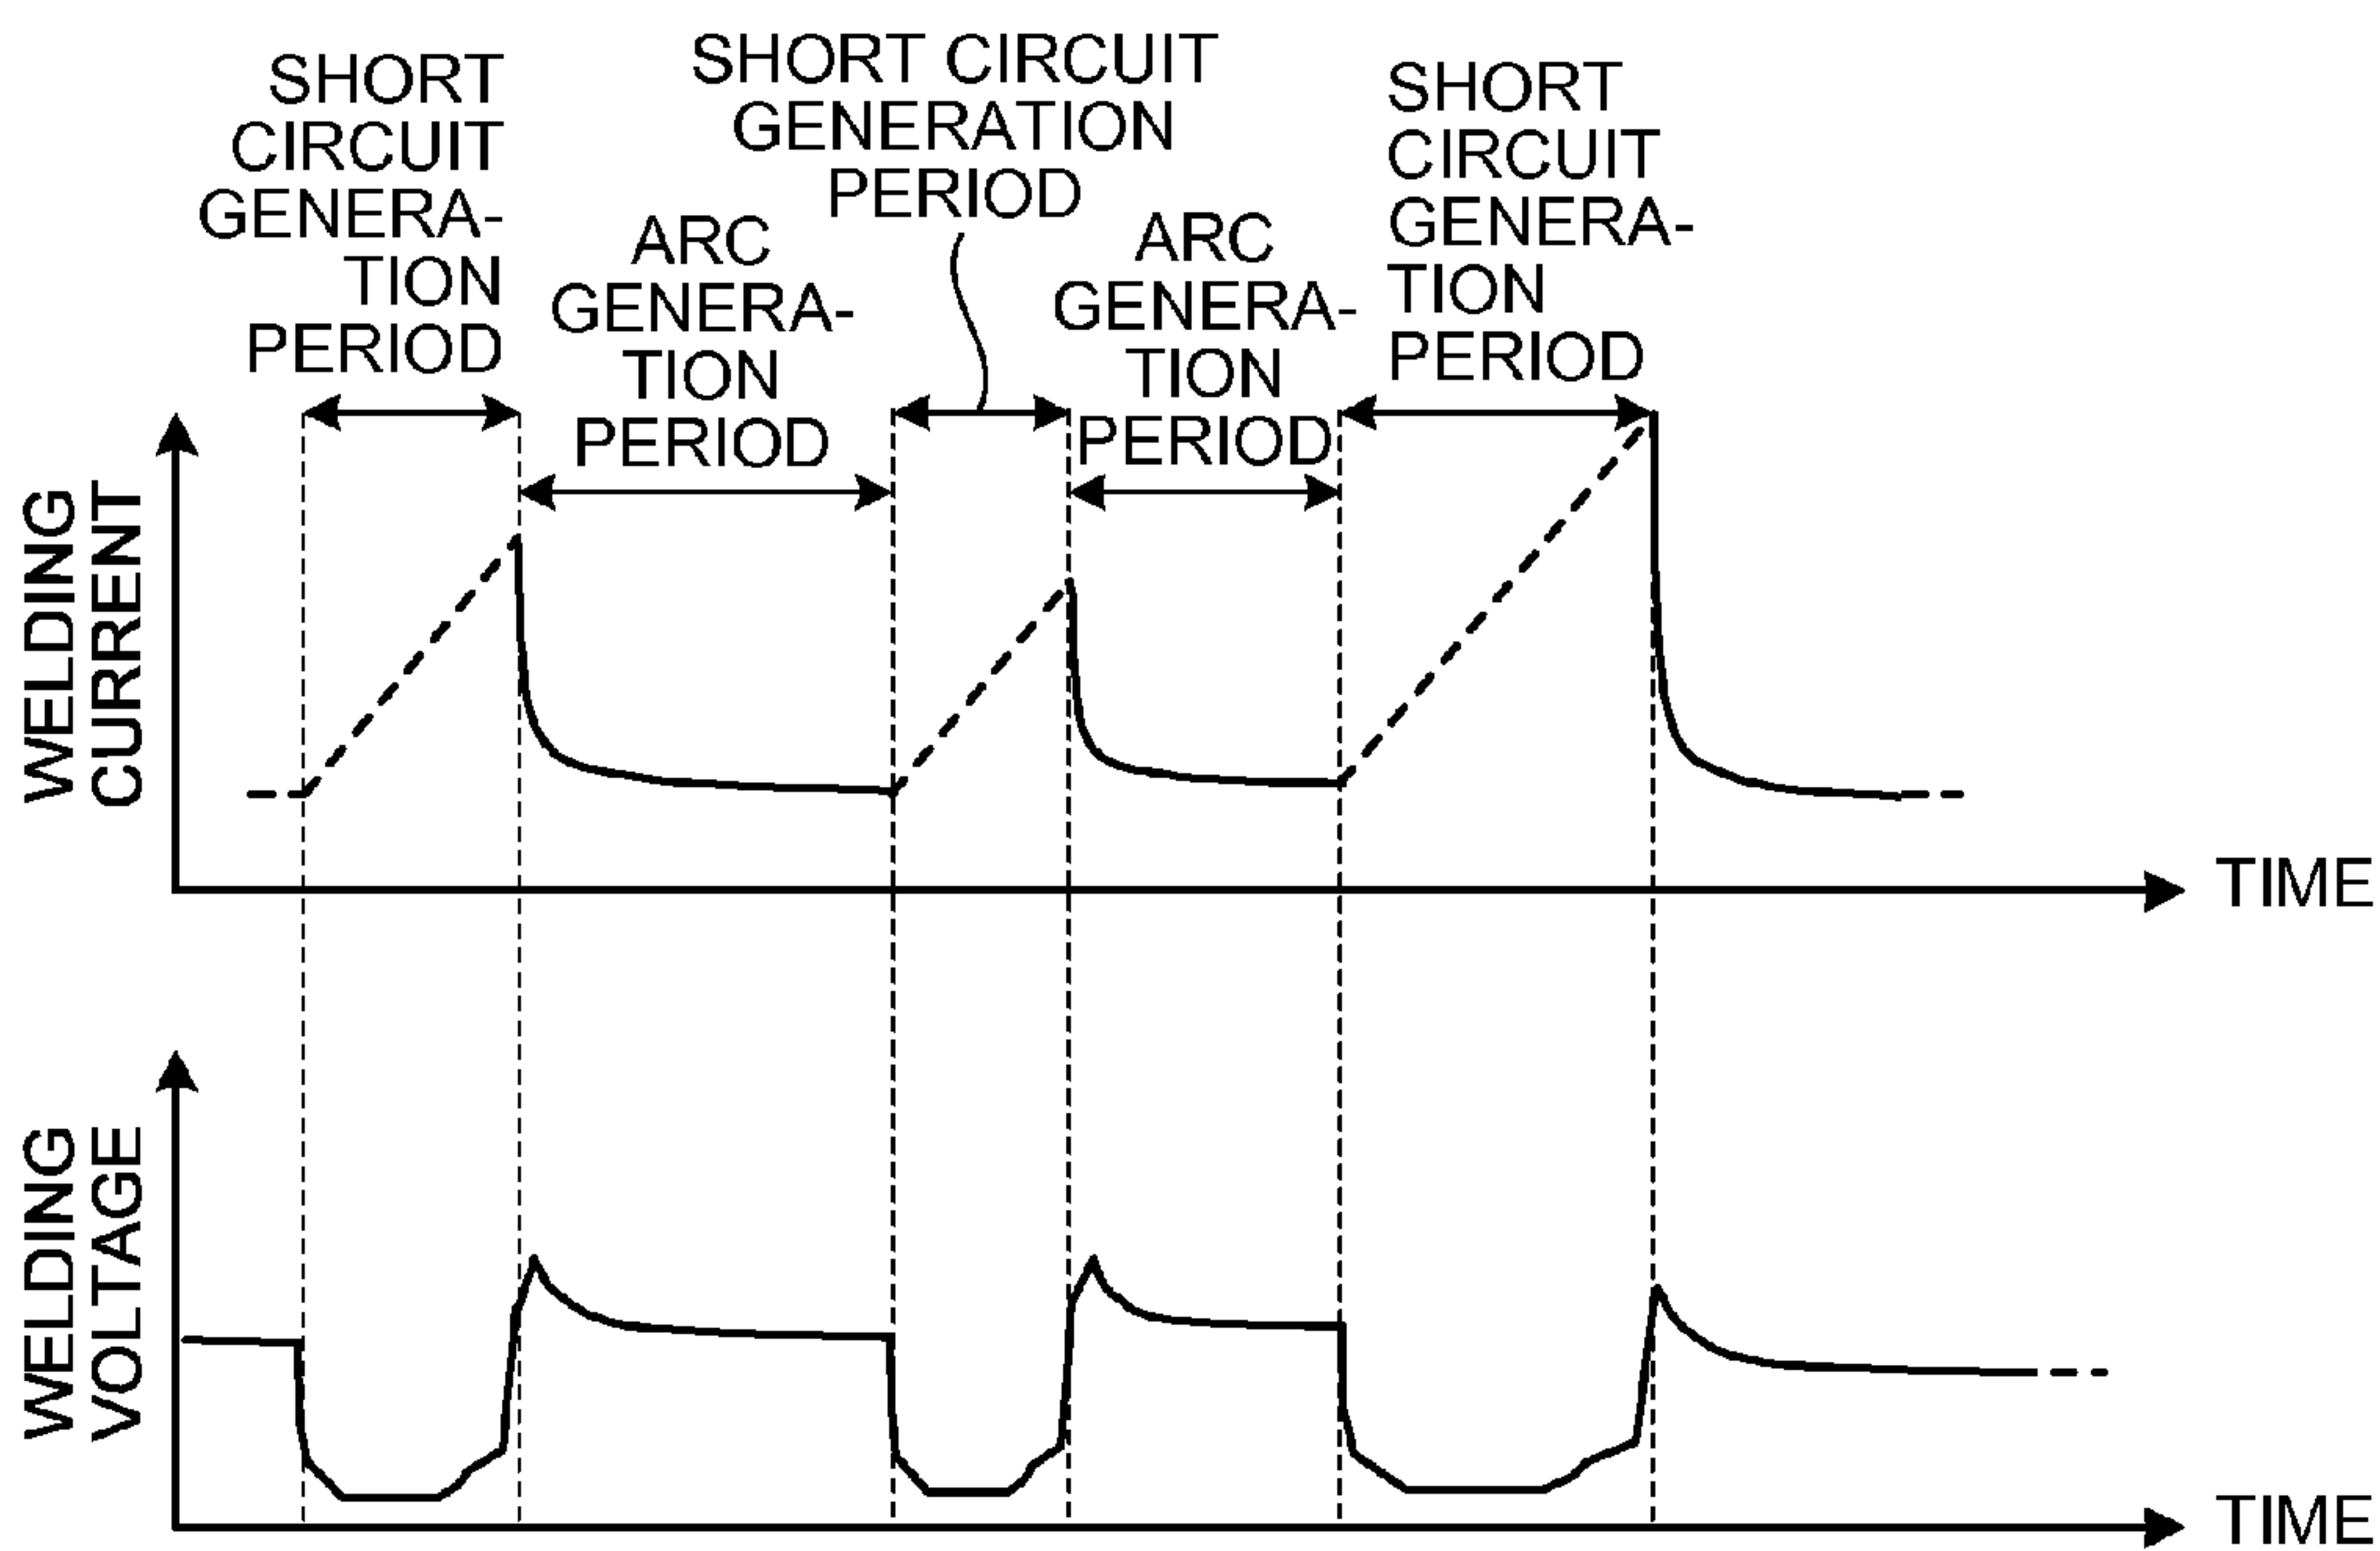 SHORT
CIRCUIT
GENERA-
TION
PERIOD
ARC
GENERA-
TION
PERIOD
SHORT CIRCUIT
GENERATION
PERIOD
ARC
GENERA-
TION
PERIOD
SHORT
CIRCUIT
GENERA-
TION
PERIOD
WELDING
CURRENT
TIME
WELDING
VOLTAGE
TIME